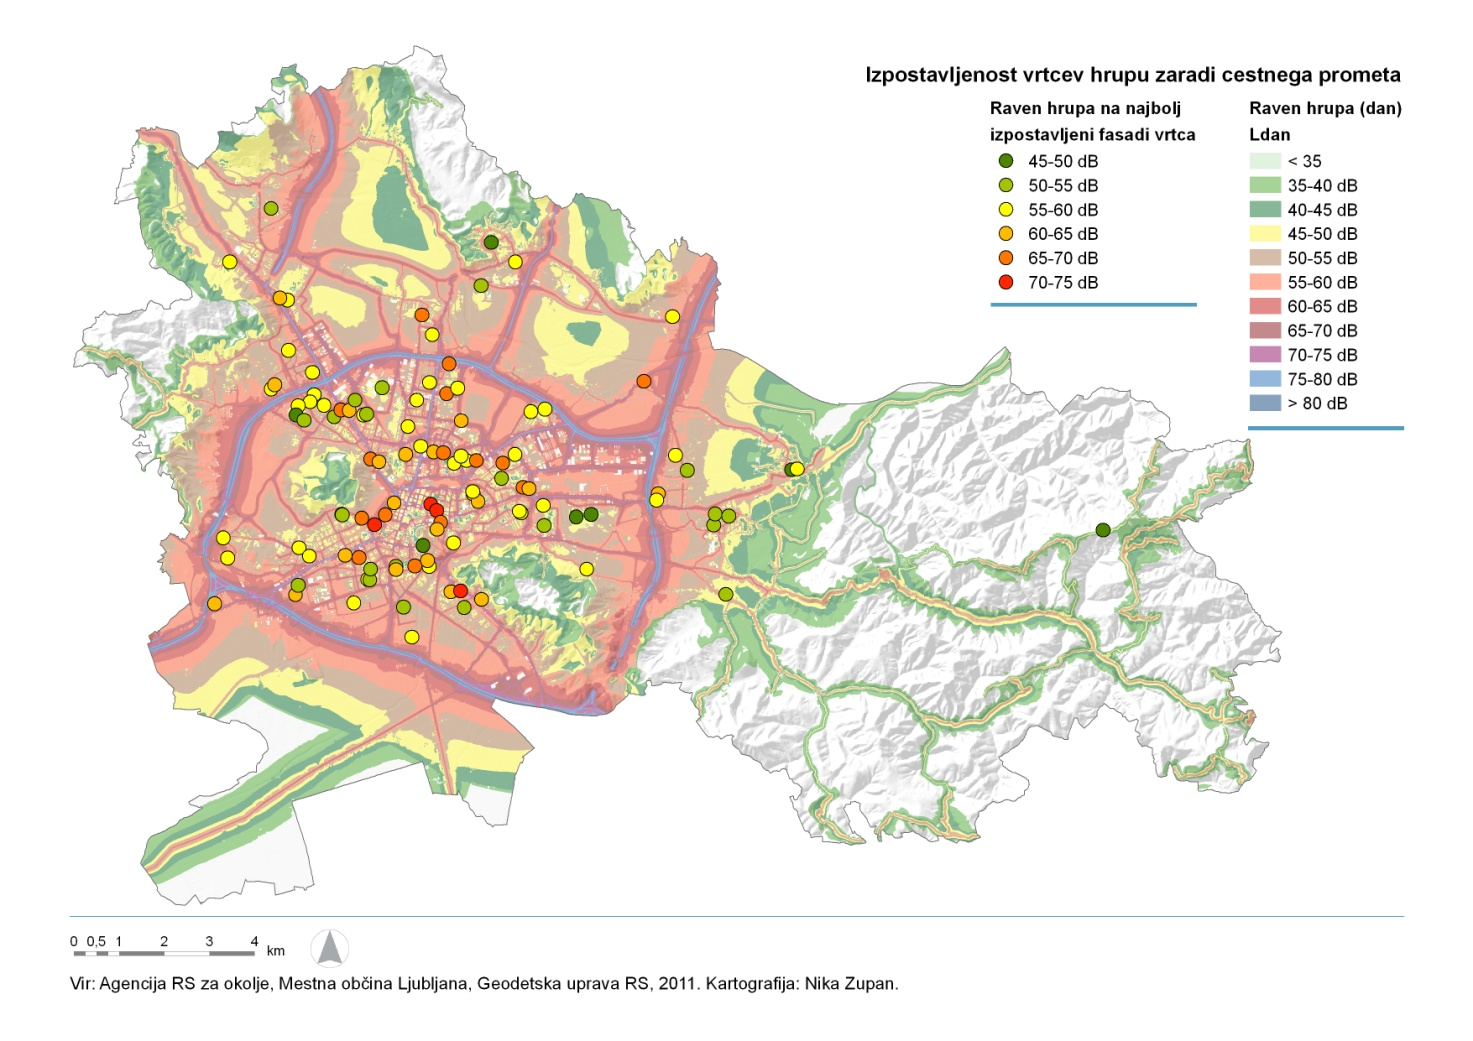 Izpostavljenost vrtcev hrupu zaradi cestnega prometa
Raven hrupa na najbolj
izpostavljeni fasadi vrtca
45-50 dB
50-55 dB
55-60 dB
60-65 dB
65-70 dB
70-75 dB
Raven hrupa (dan)
Ldan
< 35
35-40 dB
40-45 dB
45-50 dB
50-55 dB
55-60 dB
60-65 dB
65-70 dB
70-75 dB
75-80 dB
> 80 dB
0 0,5 1 2 3 4
km
Vir: Agencija RS za okolje, Mestna občina Ljubljana, Geodetska uprava RS, 2011. Kartografija: Nika Zupan.